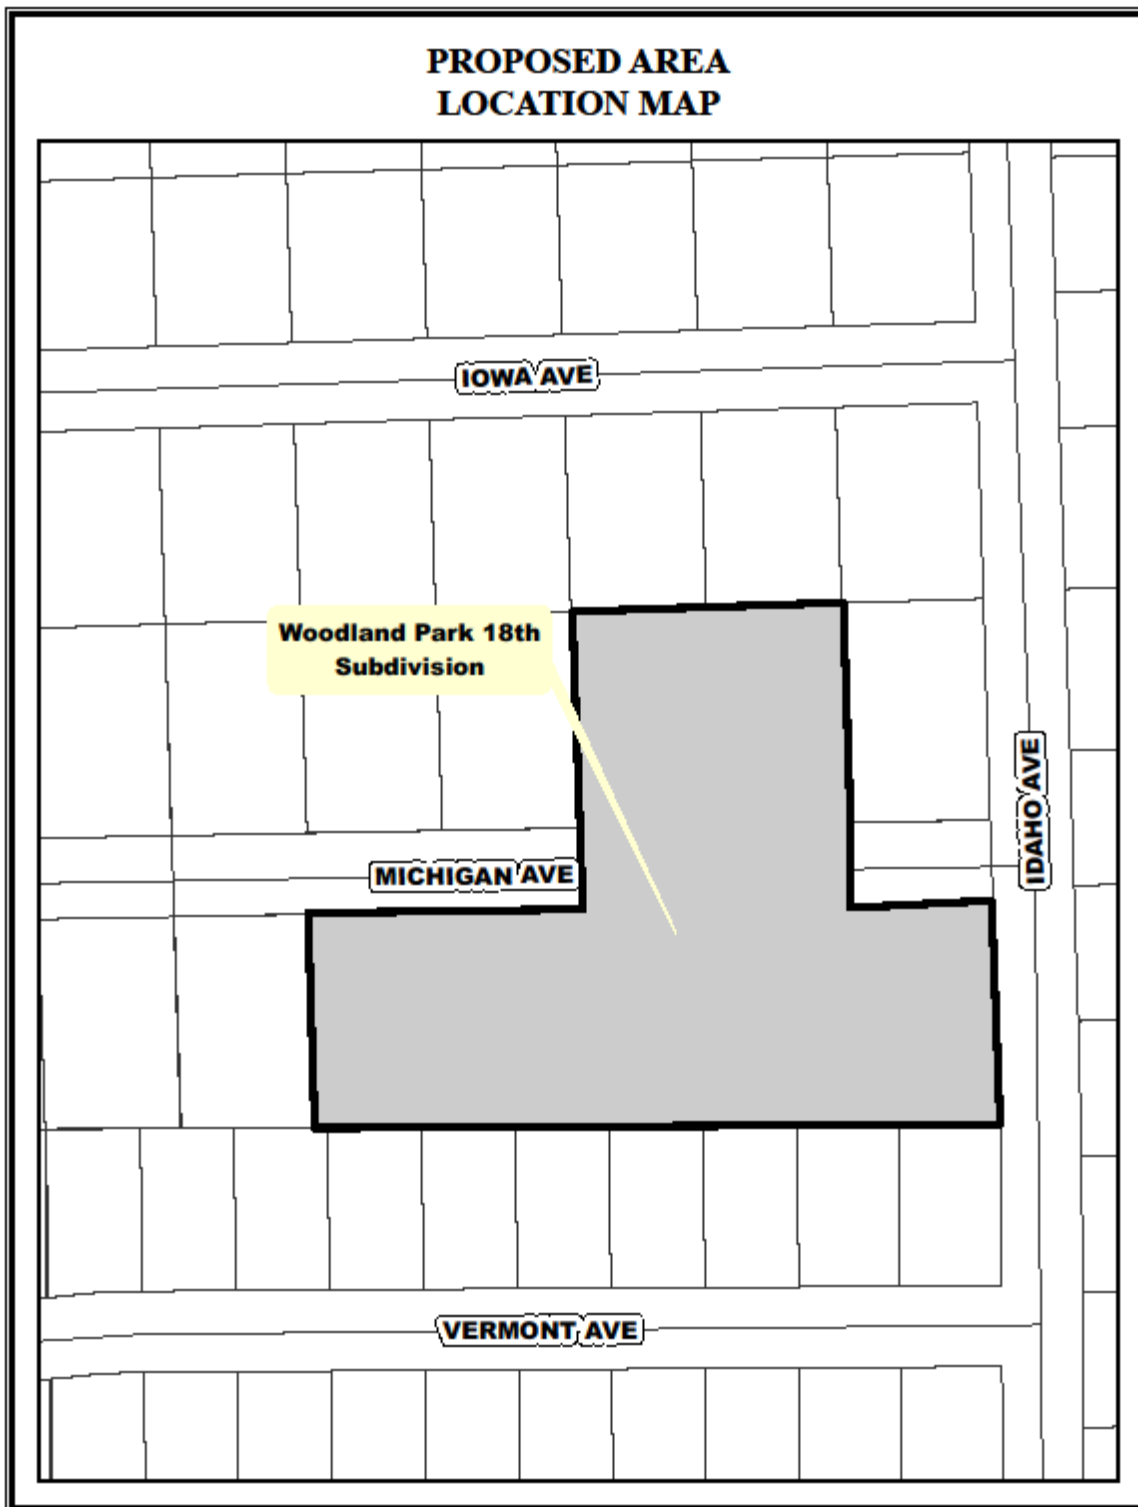 PROPOSED AREA
LOCATION MAP
IOWA AVE
Woodland Park 18th
Subdivision
IDAHO AVE
MICHIGAN AVE
VERMONT AVE